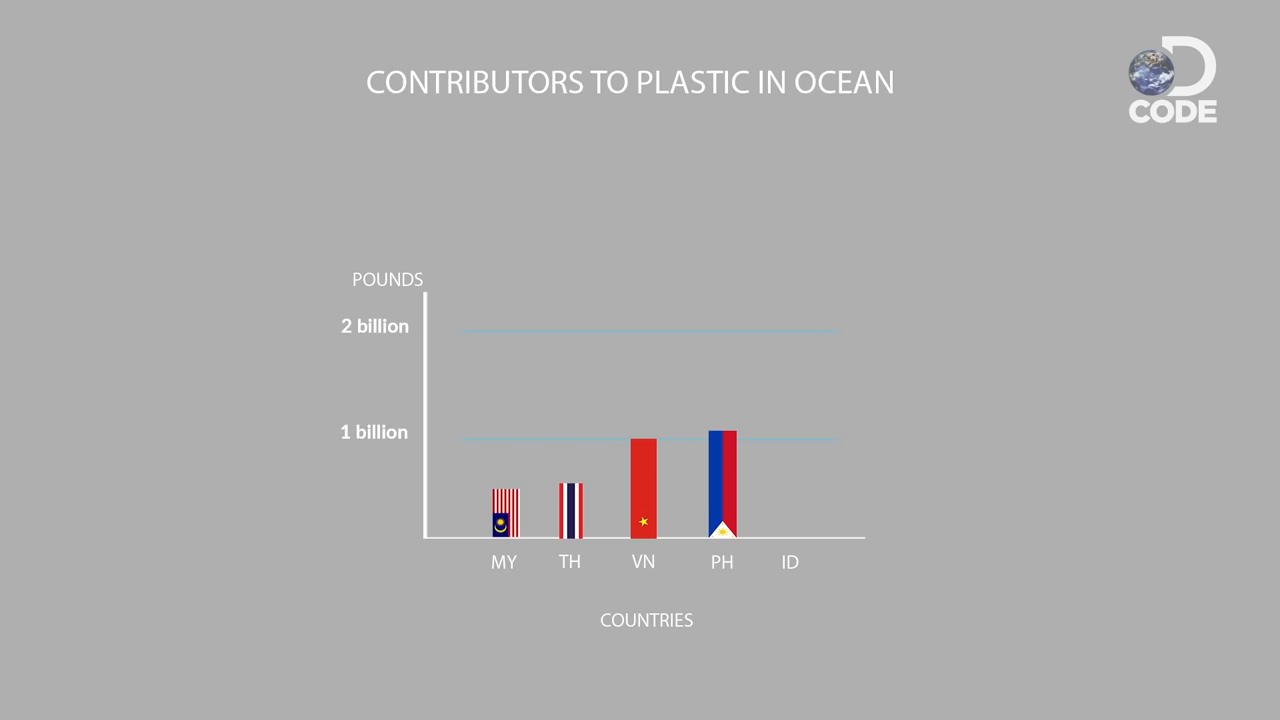 CONTRIBUTORS TO PLASTIC IN OCEAN
D
CODE
POUNDS
2 billion
1 billion
MY TH VN PH ID
COUNTRIES